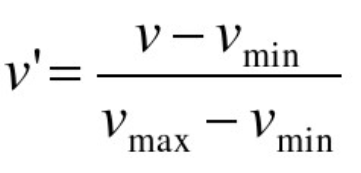 v' = (v − v_min) / (v_max − v_min)